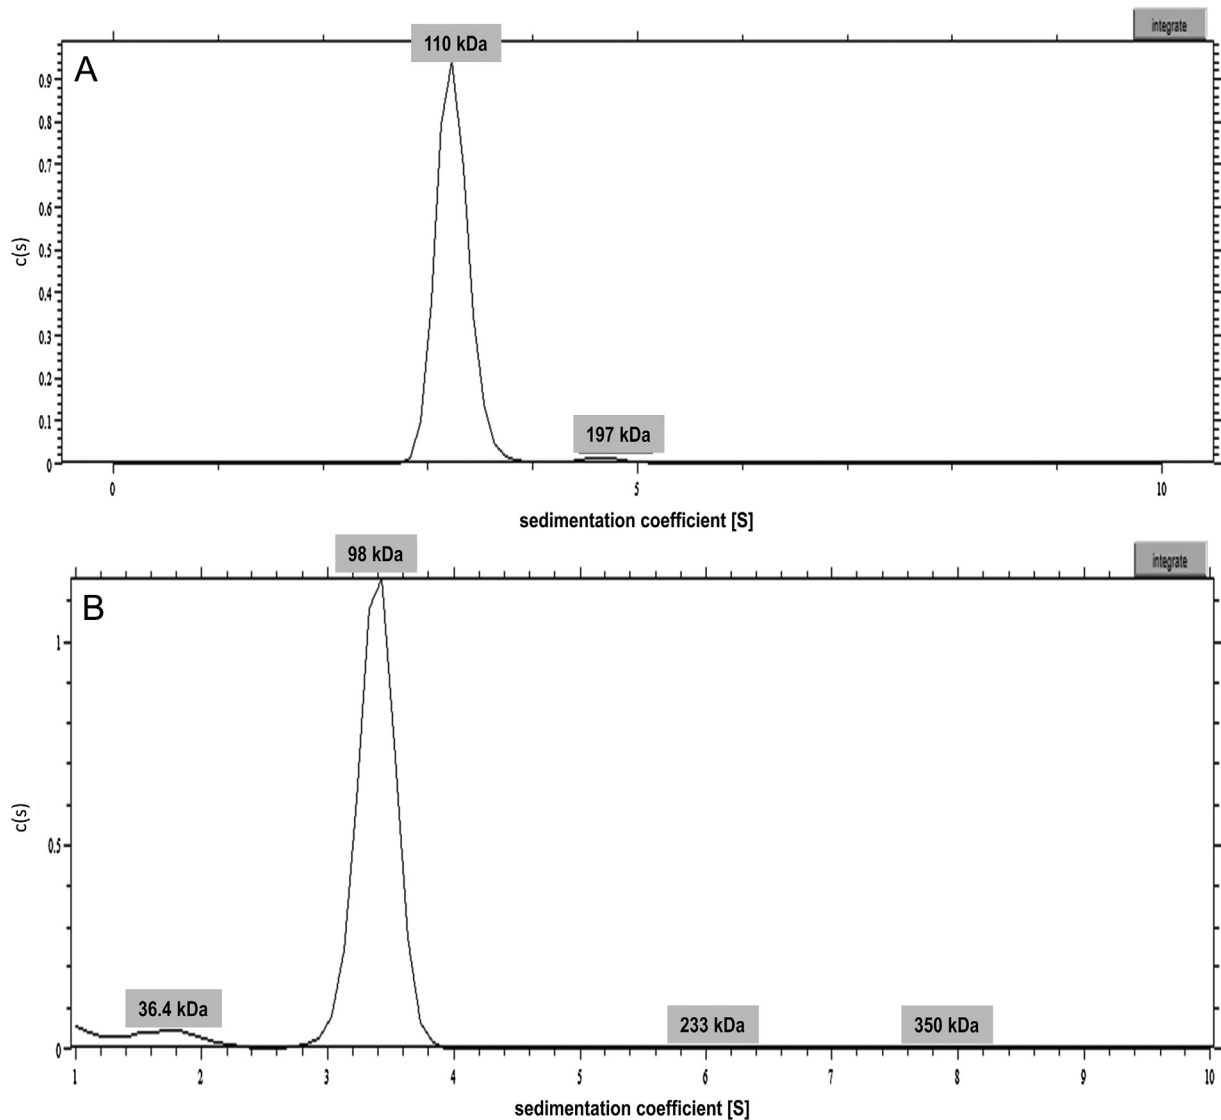 110 kDa
integrate
A
0.9
0.8
0.7
0.6
0.5
0.4
0.3
0.2
0.1
0
c(s)
197 kDa
0 5 10
sedimentation coefficient [S]
98 kDa
integrate
B
1
0.5
0
c(s)
36.4 kDa
233 kDa
350 kDa
1 2 3 4 5 6 7 8 9 10
sedimentation coefficient [S]